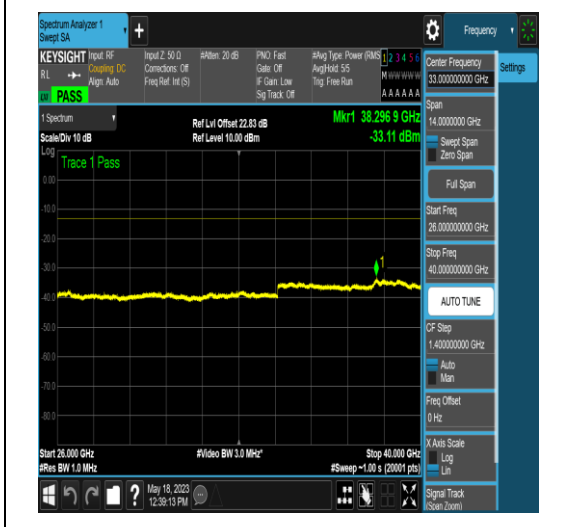 Spectrum Analyzer 1
Swept SA
+
Frequency
KEYSIGHT
RL
PASS
Input: RF
Coupling: DC
Align: Auto
Input Z: 50 Ω
Corrections: Off
Freq Ref: Int (S)
#Atten: 20 dB
PNO: Fast
Gate: Off
IF Gain: Low
Sig Track: Off
#Avg Type: Power (RMS)
Avg|Hold: 5/5
Trig: Free Run
1 2 3 4 5 6
M W W W W W
A A A A A A
Center Frequency
33.000000000 GHz
Settings
1 Spectrum
Scale/Div 10 dB
Ref Lvl Offset 22.83 dB
Ref Level 10.00 dBm
Mkr1 38.296 9 GHz
-33.11 dBm
Span
14.0000000 GHz
Swept Span
Zero Span
Full Span
Start Freq
26.000000000 GHz
Stop Freq
40.000000000 GHz
AUTO TUNE
CF Step
1.400000000 GHz
Auto
Man
Freq Offset
0 Hz
X Axis Scale
Log
Lin
Signal Track
(Span Zoom)
Log
Trace 1 Pass
0.00
-10.0
-20.0
-30.0
1
-40.0
-50.0
-60.0
-70.0
-80.0
Start 26.000 GHz
#Res BW 1.0 MHz
#Video BW 3.0 MHz*
Stop 40.000 GHz
#Sweep ~1.00 s (20001 pts)
?
May 18, 2023
12:39:13 PM